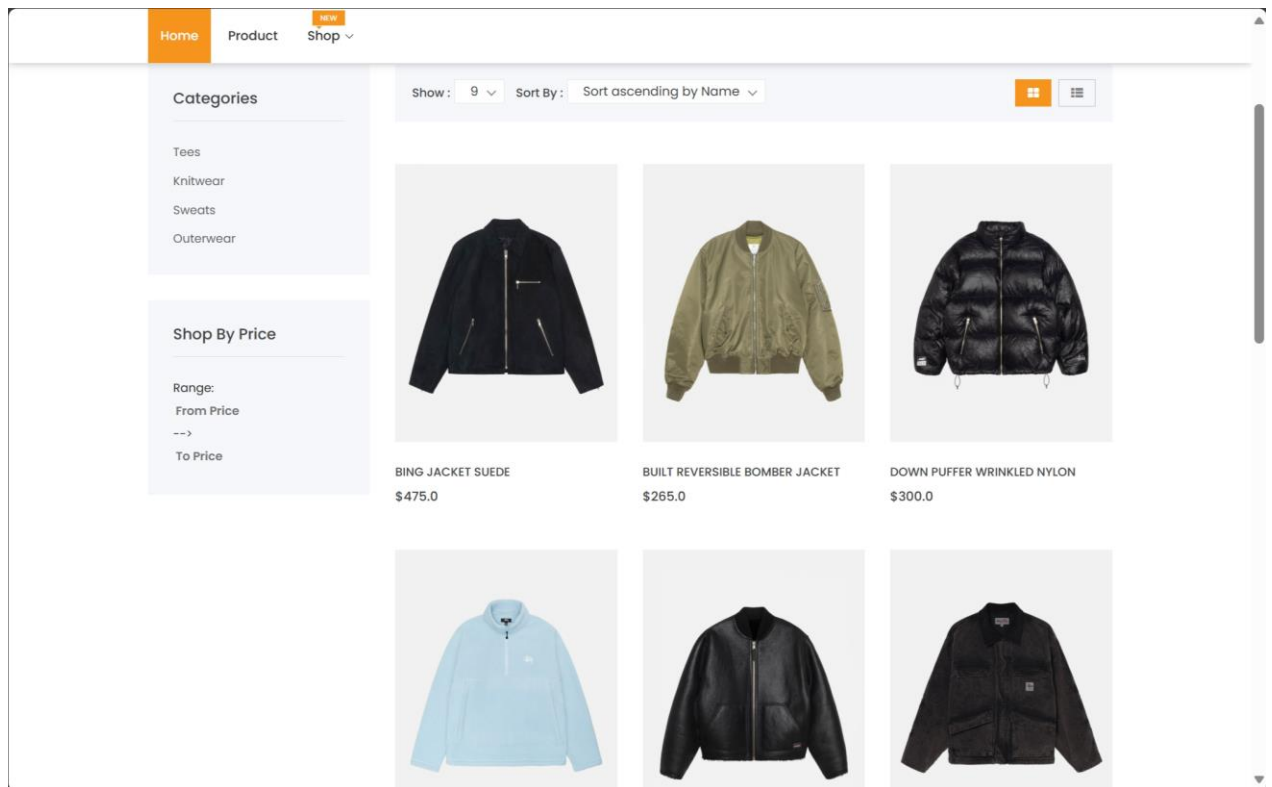 NEW
Home Product Shop
Categories
Tees
Knitwear
Sweats
Outerwear
Shop By Price
Range:
From Price
-->
To Price
Show : 9 Sort By : Sort ascending by Name
BING JACKET SUEDE
$475.0
BUILT REVERSIBLE BOMBER JACKET
$265.0
DOWN PUFFER WRINKLED NYLON
$300.0